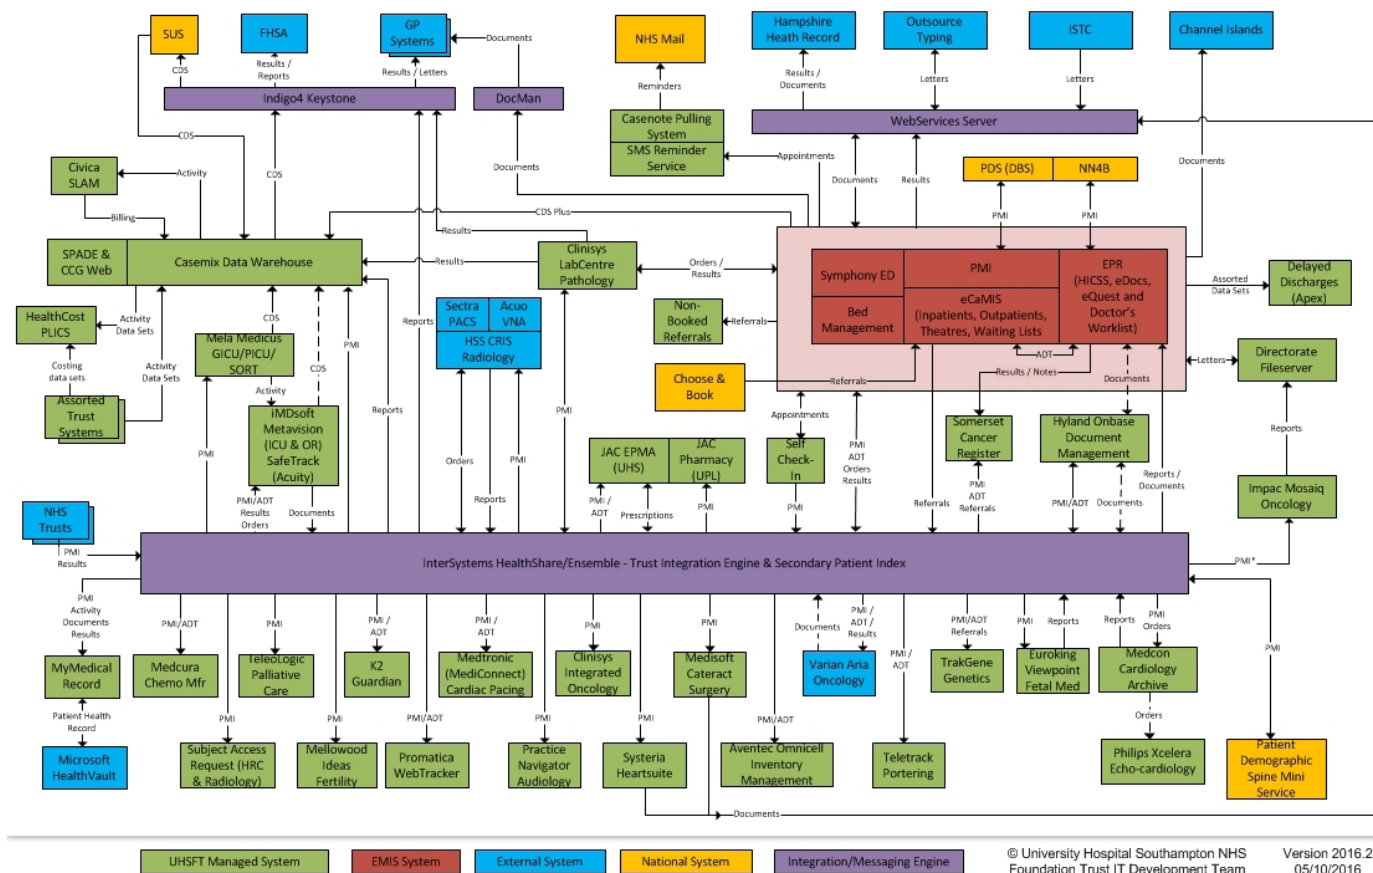 SUS
FHSA
GP
Systems
Documents
NHS Mail
Hampshire
Heath Record
Outsource
Typing
ISTC
Channel Islands
CDS
Results /
Reports
Results / Letters
Reminders
Results /
Documents
Letters
Letters
Indigo4 Keystone
DocMan
Casenote Pulling
System
SMS Reminder
Service
WebServices Server
CDS
CDS
Documents
Appointments
Documents
Results
Documents
PDS (DBS)
NN4B
PMI
PMI
Civica
SLAM
Activity
Billing
CDS Plus
Results
SPADE &
CCG Web
Casemix Data Warehouse
Results
Clinisys
LabCentre
Pathology
Orders /
Results
Symphony ED
PMI
EPR
(HICSS, eDocs,
eQuest and
Doctor's
Worklist)
Bed
Management
eCaMIS
(Inpatients, Outpatients,
Theatres, Waiting Lists)
ADT
Assorted
Data Sets
Delayed
Discharges
(Apex)
HealthCost
PLICS
Activity
Data Sets
CDS
Reports
Sectra
PACS
Acuo
VNA
HSS CRIS
Radiology
Non-
Booked
Referrals
Referrals
Mela Medicus
GICU/PICU/
SORT
PMI
CDS
Costing
data sets
Activity
Data Sets
Activity
Choose &
Book
Referrals
Results / Notes
Documents
Letters
Directorate
Fileserver
Assorted
Trust
Systems
iMDsoft
Metavision
(ICU & OR)
SafeTrack
(Acuity)
Reports
PMI
Appointments
Somerset
Cancer
Register
Hyland Onbase
Document
Management
Reports
PMI
Orders
PMI
JAC EPMA
(UHS)
JAC
Pharmacy
(UPL)
Self
Check-
In
PMI
ADT
Orders
Results
Reports /
Documents
Impac Mosaiq
Oncology
NHS
Trusts
PMI/ADT
Results
Orders
Documents
Reports
PMI /
ADT
Prescriptions
PMI
PMI
Referrals
PMI
ADT
Referrals
PMI/ADT
Documents
PMI
Results
InterSystems HealthShare/Ensemble - Trust Integration Engine & Secondary Patient Index
PMI*
PMI
Activity
Documents
Results
PMI/ADT
PMI
PMI /
ADT
PMI /
ADT
PMI
PMI
Documents
PMI /
ADT
/ Results
PMI/ADT
Referrals
PMI
Reports
Reports
PMI
Orders
PMI
MyMedical
Record
Medcura
Chemo Mfr
TeleoLogic
Palliative
Care
K2
Guardian
Medtronic
(MediConnect)
Cardiac Pacing
Clinisys
Integrated
Oncology
Medisoft
Cataract
Surgery
Varian Aria
Oncology
PMI /
ADT
TrakGene
Genetics
Euroking
Viewpoint
Fetal Med
Medcon
Cardiology
Archive
Patient Health
Record
PMI
PMI
PMI/ADT
PMI
PMI
PMI/ADT
Orders
Microsoft
HealthVault
Subject Access
Request (HRC
& Radiology)
Mellowood
Ideas
Fertility
Promatica
WebTracker
Practice
Navigator
Audiology
Systeria
Heartsuite
Aventec Omnicell
Inventory
Management
Teletrack
Portering
Philips Xcelera
Echo-cardiology
Patient
Demographic
Spine Mini
Service
Documents
UHSFT Managed System
EMIS System
External System
National System
Integration/Messaging Engine
© University Hospital Southampton NHS
Foundation Trust IT Development Team
Version 2016.2
05/10/2016